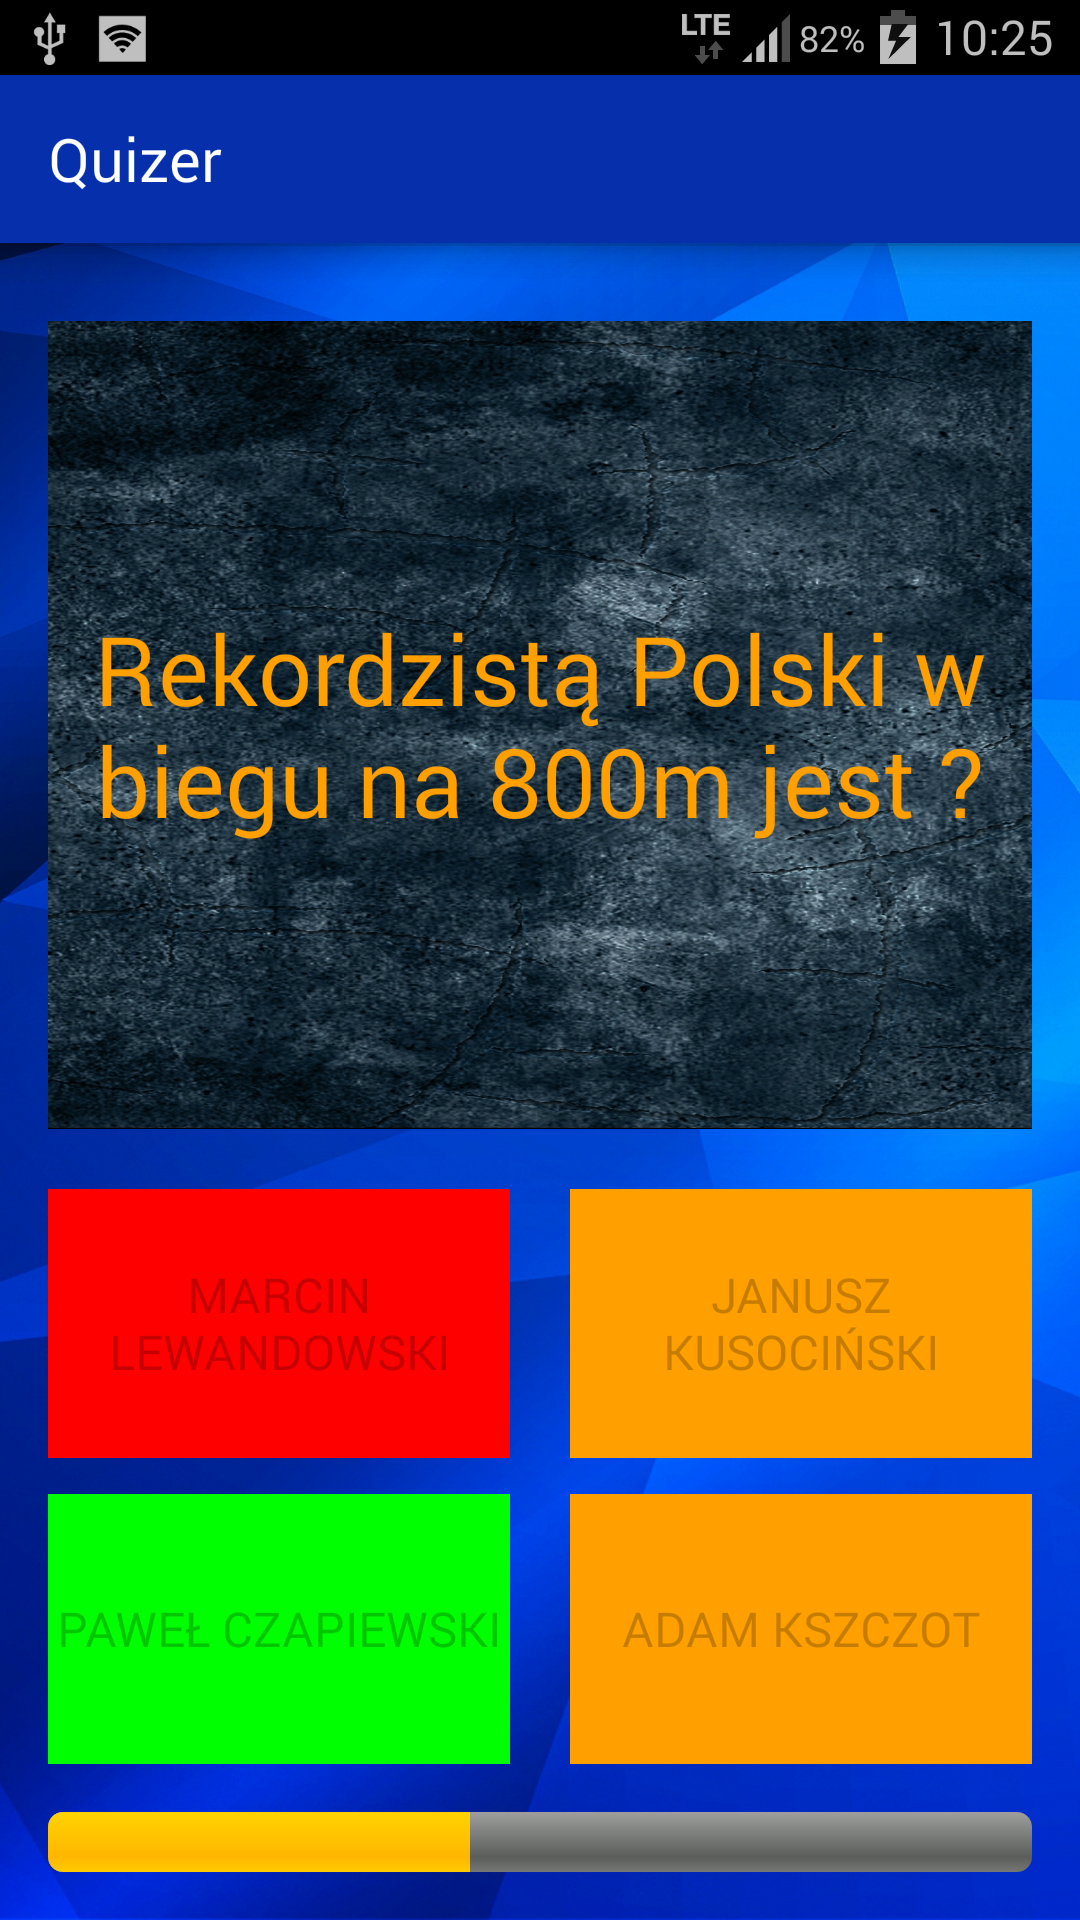 LTE 82% 10:25
Quizer
Rekordzistą Polski w
biegu na 800m jest ?
MARCIN
LEWANDOWSKI
JANUSZ
KUSOCIŃSKI
PAWEŁ CZAPIEWSKI
ADAM KSZCZOT